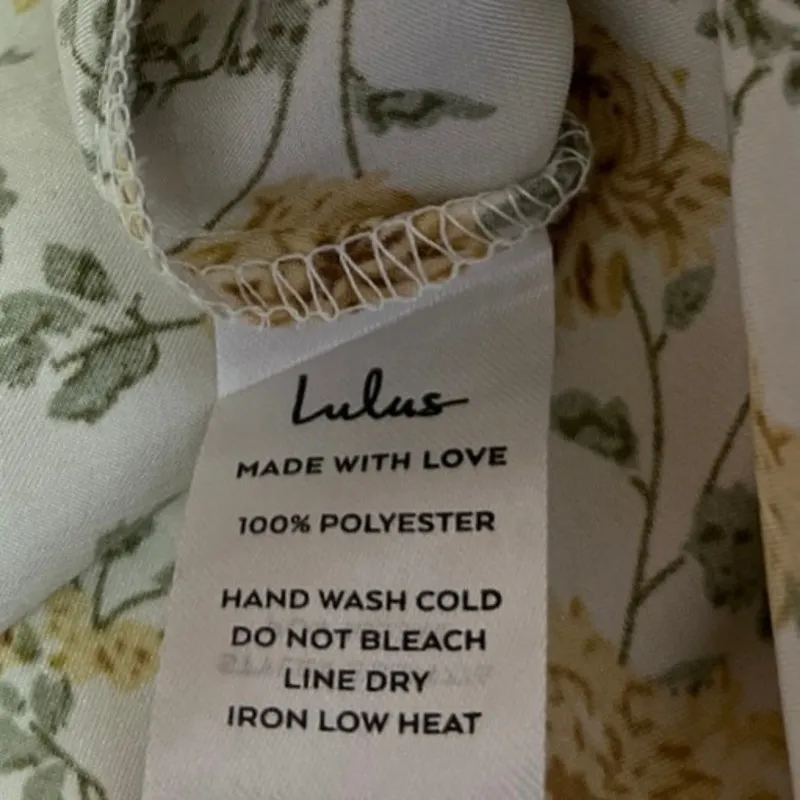 Lulus
MADE WITH LOVE
100% POLYESTER
HAND WASH COLD
DO NOT BLEACH
LINE DRY
IRON LOW HEAT